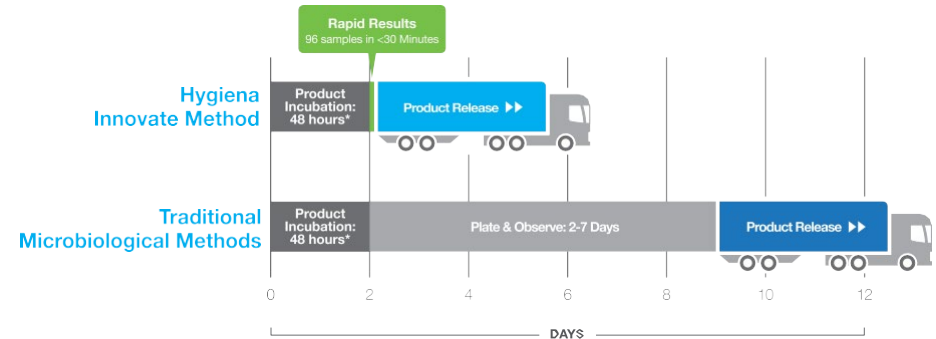 Rapid Results
96 samples in <30 Minutes
Hygiena
Innovate Method
Product
Incubation:
48 hours*
Product Release
Traditional
Microbiological Methods
Product
Incubation:
48 hours*
Plate & Observe: 2-7 Days
Product Release
0 2 4 6 8 10 12
DAYS